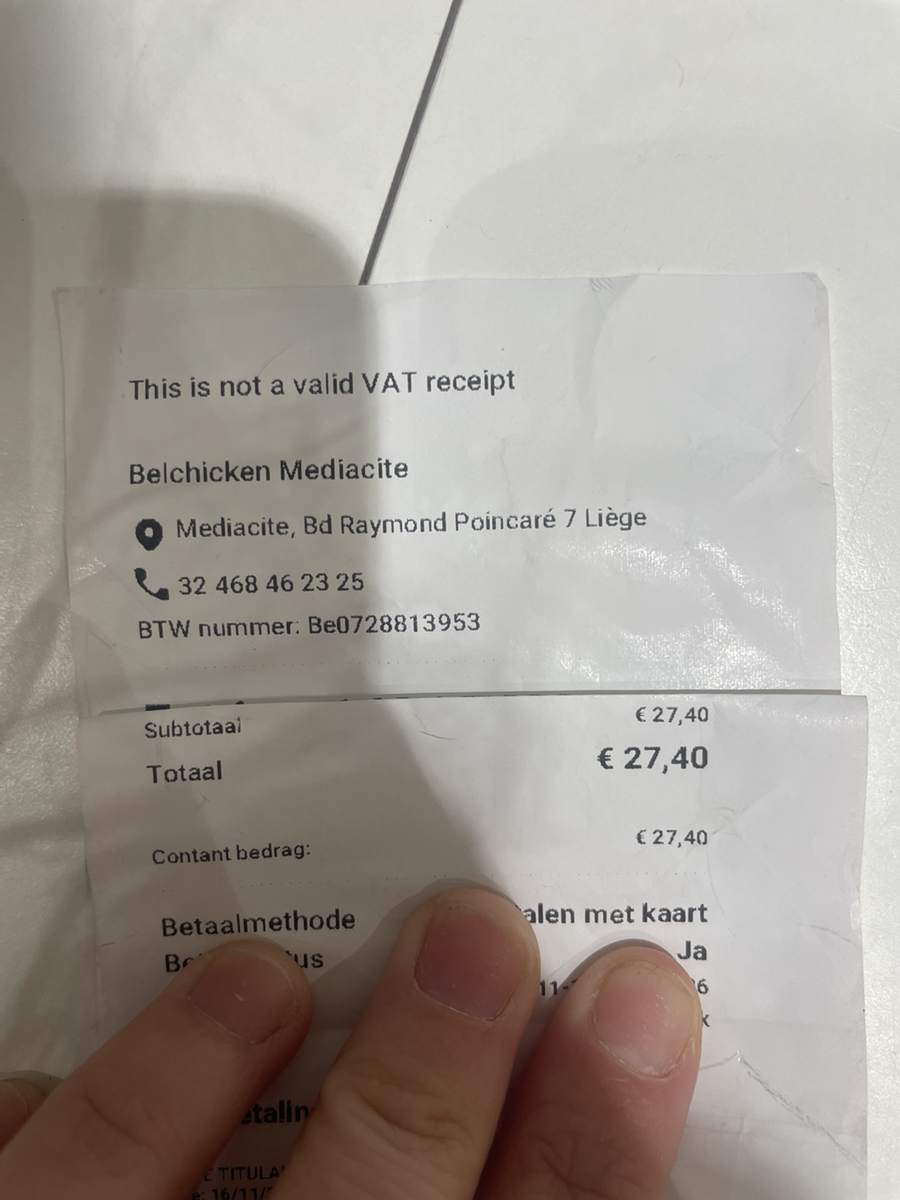 This is not a valid VAT receipt
Belchicken Mediacite
Mediacite, Bd Raymond Poincaré 7 Liège
32 468 46 23 25
BTW nummer: Be0728813953
Subtotaal € 27,40
Totaal € 27,40
Contant bedrag: € 27,40
Betaalmethode met kaart
Ja